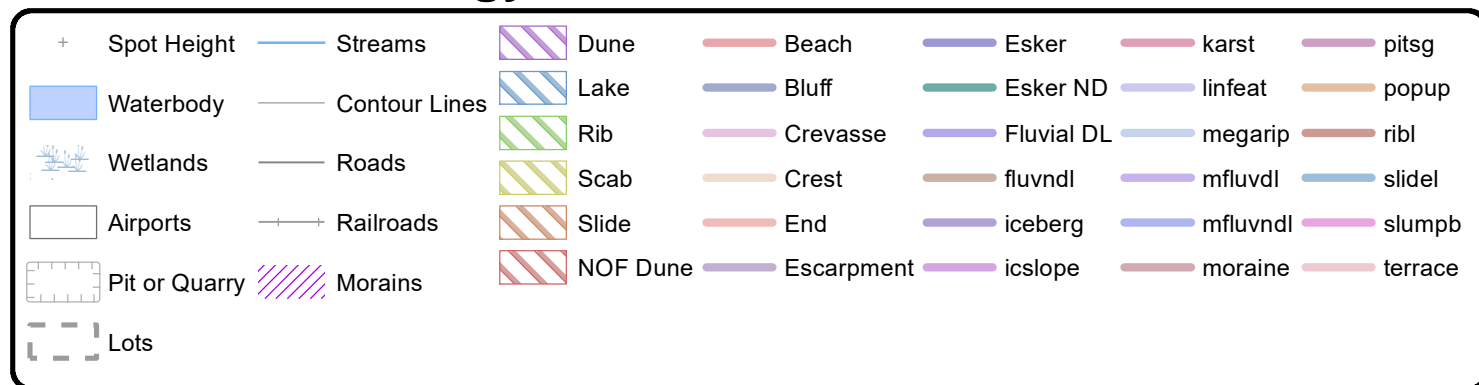 Spot Height
Waterbody
Wetlands
Airports
Pit or Quarry
Lots
Streams
Contour Lines
Roads
Railroads
Morains
Dune
Lake
Rib
Scab
Slide
NOF Dune
Beach
Bluff
Crevasse
Crest
End
Escarpment
Esker
Esker ND
Fluvial DL
fluvndl
iceberg
icslope
karst
linfeat
megarip
mfluvdl
mfluvndl
moraine
pitsg
popup
ribl
slidel
slumpb
terrace